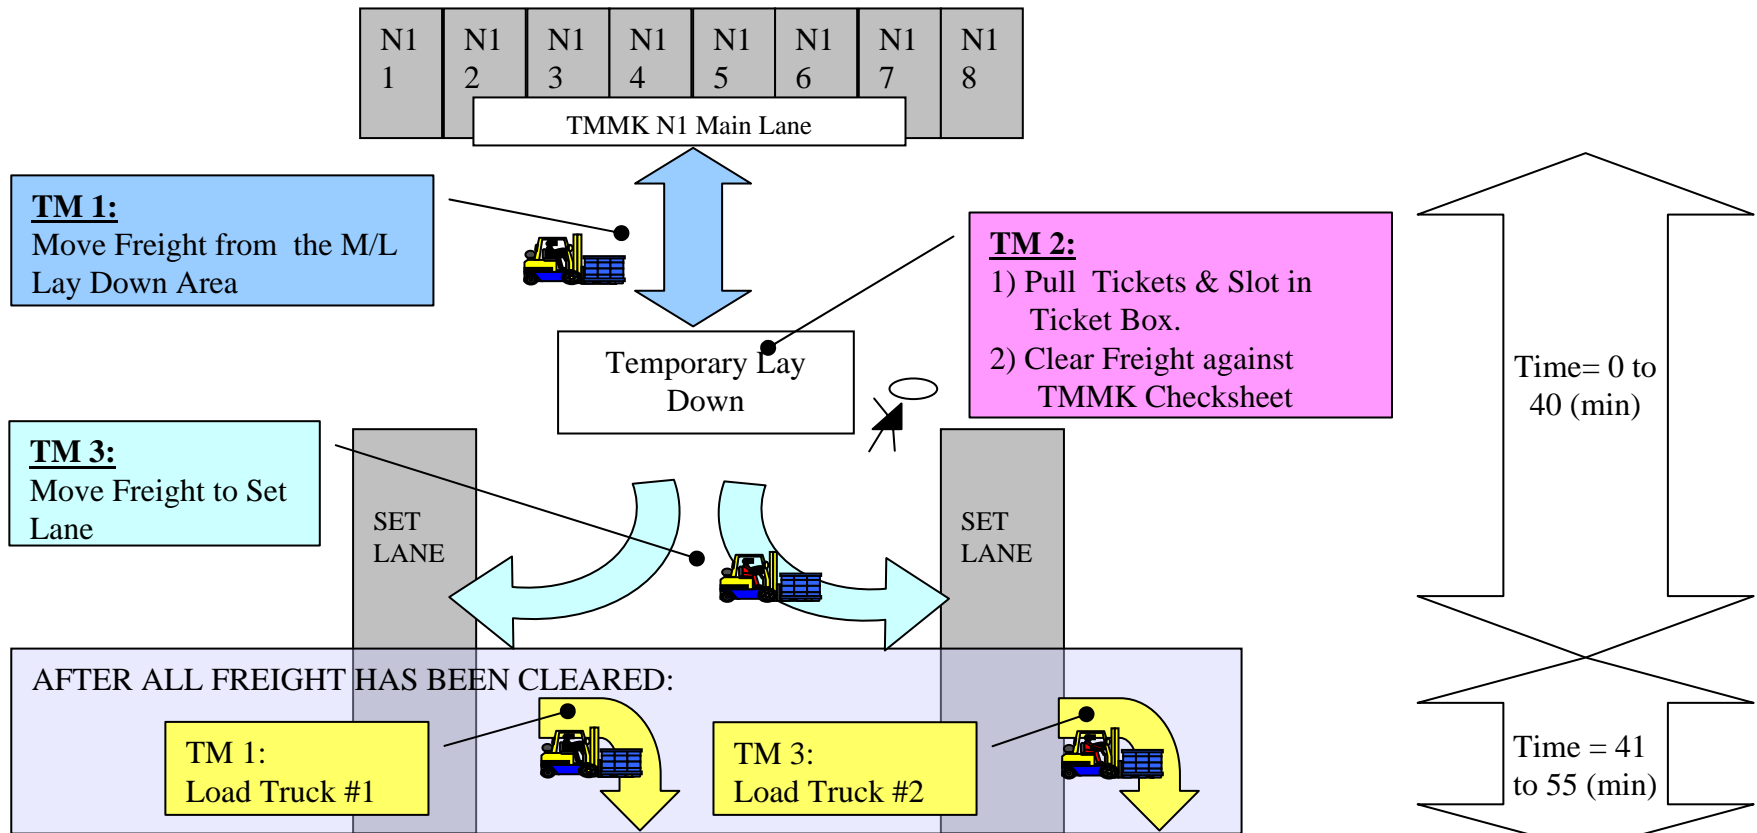 N1 N1 N1 N1 N1 N1 N1 N1
1 2 3 4 5 6 7 8
TMMK N1 Main Lane
TM 1:
Move Freight from the M/L
Lay Down Area
TM 2:
1) Pull Tickets & Slot in
Ticket Box.
2) Clear Freight against
TMMK Checksheet
Temporary Lay
Down
Time= 0 to
40 (min)
TM 3:
Move Freight to Set
Lane
SET
LANE
SET
LANE
AFTER ALL FREIGHT HAS BEEN CLEARED:
TM 1:
Load Truck #1
TM 3:
Load Truck #2
Time = 41
to 55 (min)